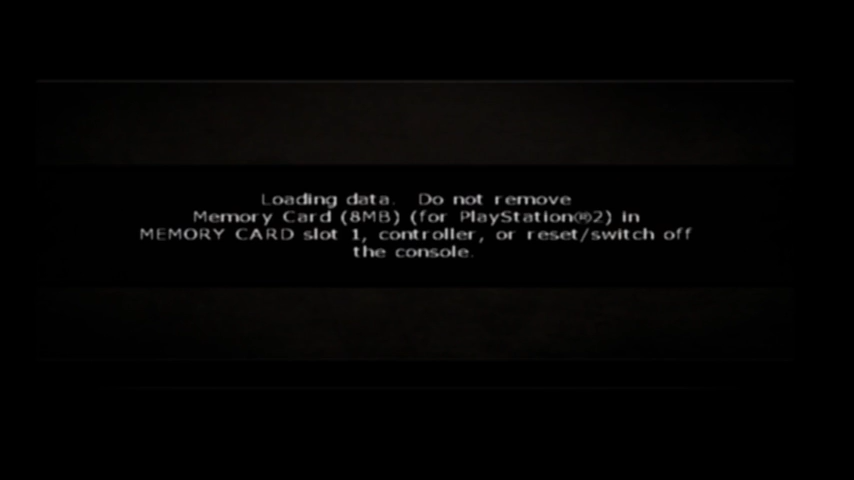 Loading data. Do not remove
Memory Card (8MB) (for PlayStation®2) in
MEMORY CARD slot 1, controller, or reset/switch off
the console.